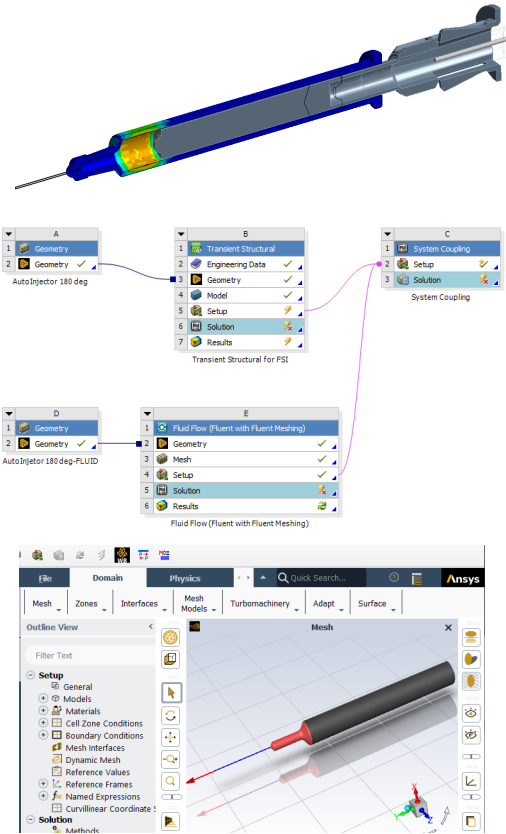 A
1 Geometry
2 Geometry
AutoInjector 180 deg
B
1 Transient Structural
2 Engineering Data
3 Geometry
4 Model
5 Setup
6 Solution
7 Results
Transient Structural for FSI
C
1 System Coupling
2 Setup
3 Solution
System Coupling
D
1 Geometry
2 Geometry
AutoInjetor 180 deg-FLUID
E
1 Fluid Flow (Fluent with Fluent Meshing)
2 Geometry
3 Mesh
4 Setup
5 Solution
6 Results
Fluid Flow (Fluent with Fluent Meshing)
WB
File Domain Physics Quick Search... Ansys
Mesh Zones Interfaces Mesh Models Turbomachinery Adapt Surface
Outline View < Mesh
Filter Text
Setup
General
Models
Materials
Cell Zone Conditions
Boundary Conditions
Mesh Interfaces
Dynamic Mesh
Reference Values
Reference Frames
Named Expressions
Curvilinear Coordinate
Solution
Methods